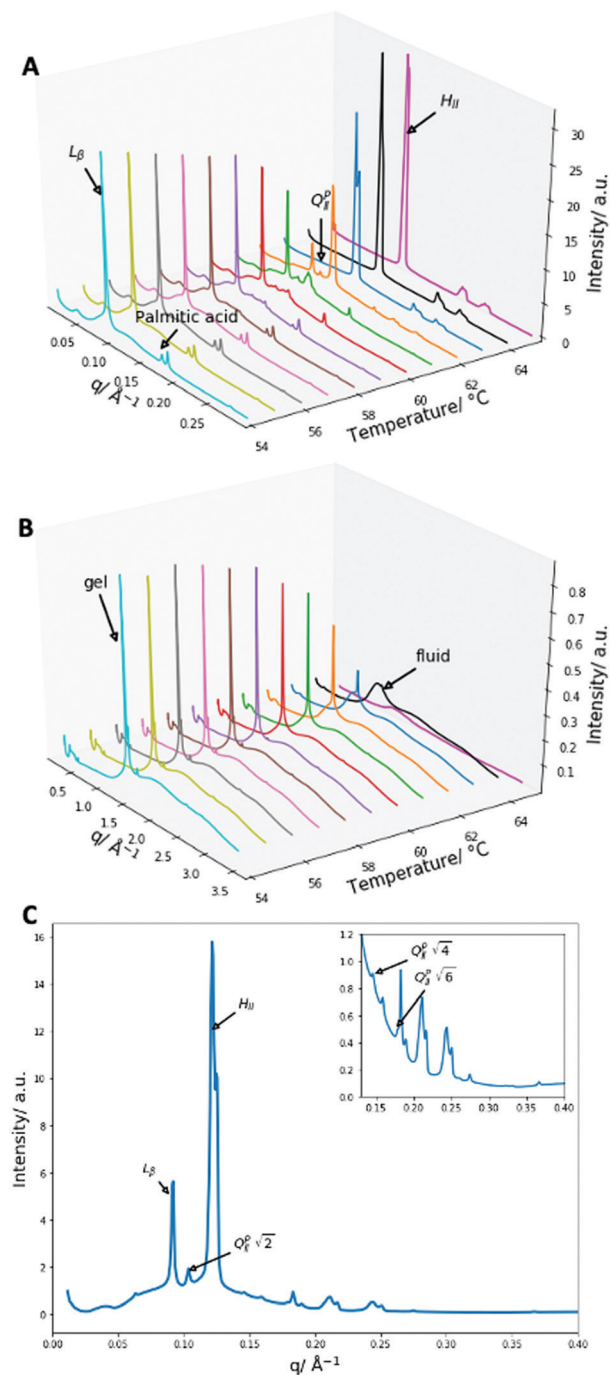 A
Lβ
HII
QIIP
Palmitic acid
30
25
20
15
10
5
0
Intensity/ a.u.
0.05
0.10
0.15
0.20
0.25
q/ Å⁻¹
54
56
58
60
62
64
Temperature/ °C
B
gel
fluid
0.8
0.7
0.6
0.5
0.4
0.3
0.2
0.1
Intensity/ a.u.
0.5
1.0
1.5
2.0
2.5
3.0
3.5
q/ Å⁻¹
54
56
58
60
62
64
Temperature/ °C
C
16
14
12
10
8
6
4
2
0
Intensity/ a.u.
HII
Lβ
QIIP √2
1.2
1.0
0.8
0.6
0.4
0.2
0.0
QIIP √4
QIIP √6
0.15 0.20 0.25 0.30 0.35 0.40
0.00 0.05 0.10 0.15 0.20 0.25 0.30 0.35 0.40
q/ Å⁻¹